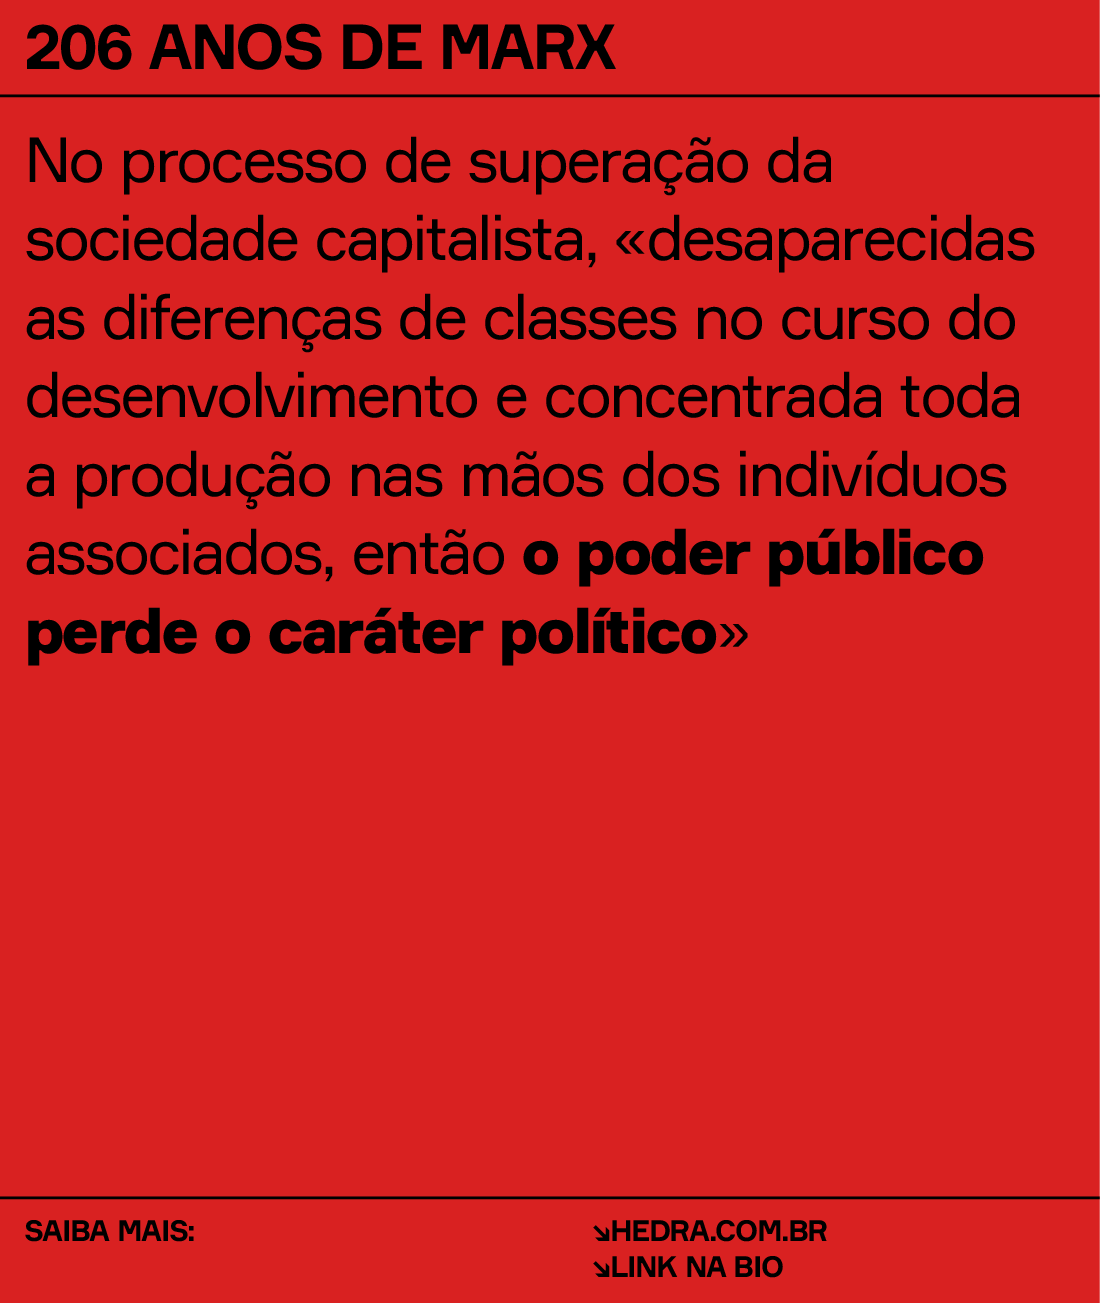 206 ANOS DE MARX
No processo de superação da
sociedade capitalista, «desaparecidas
as diferenças de classes no curso do
desenvolvimento e concentrada toda
a produção nas mãos dos indivíduos
associados, então o poder público
perde o caráter político»
SAIBA MAIS:
↘HEDRA.COM.BR
↘LINK NA BIO